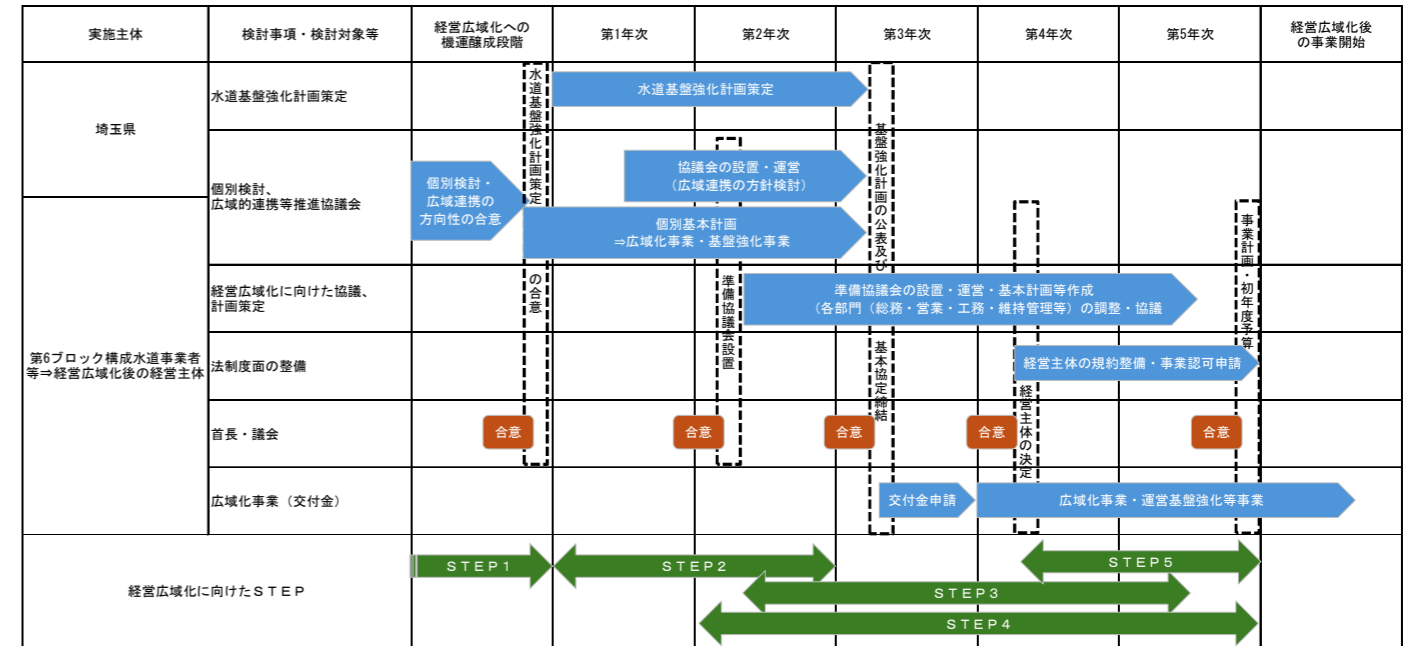 実施主体
検討事項・検討対象等
経営広域化への
機運醸成段階
第1年次
第2年次
第3年次
第4年次
第5年次
経営広域化後
の事業開始
埼玉県
水道基盤強化計画策定
水道基盤強化計画策定
水道基盤強化計画策定
の合意
個別検討、
広域的連携等推進協議会
個別検討・
広域連携の
方向性の合意
協議会の設置・運営
（広域連携の方針検討）
個別基本計画
⇒広域化事業・基盤強化事業
基盤強化計画の公表及び
基本協定締結
準備協議会設置
事業計画・初年度予算
第6ブロック構成水道事業者
等⇒経営広域化後の経営主体
経営広域化に向けた協議、
計画策定
準備協議会の設置・運営・基本計画等作成
（各部門（総務・営業・工務・維持管理等）の調整・協議
法制度面の整備
経営主体の規約整備・事業認可申請
経営主体の決定
首長・議会
合意
合意
合意
合意
合意
広域化事業（交付金）
交付金申請
広域化事業・運営基盤強化等事業
経営広域化に向けたＳＴＥＰ
ＳＴＥＰ１
ＳＴＥＰ２
ＳＴＥＰ５
ＳＴＥＰ３
ＳＴＥＰ４